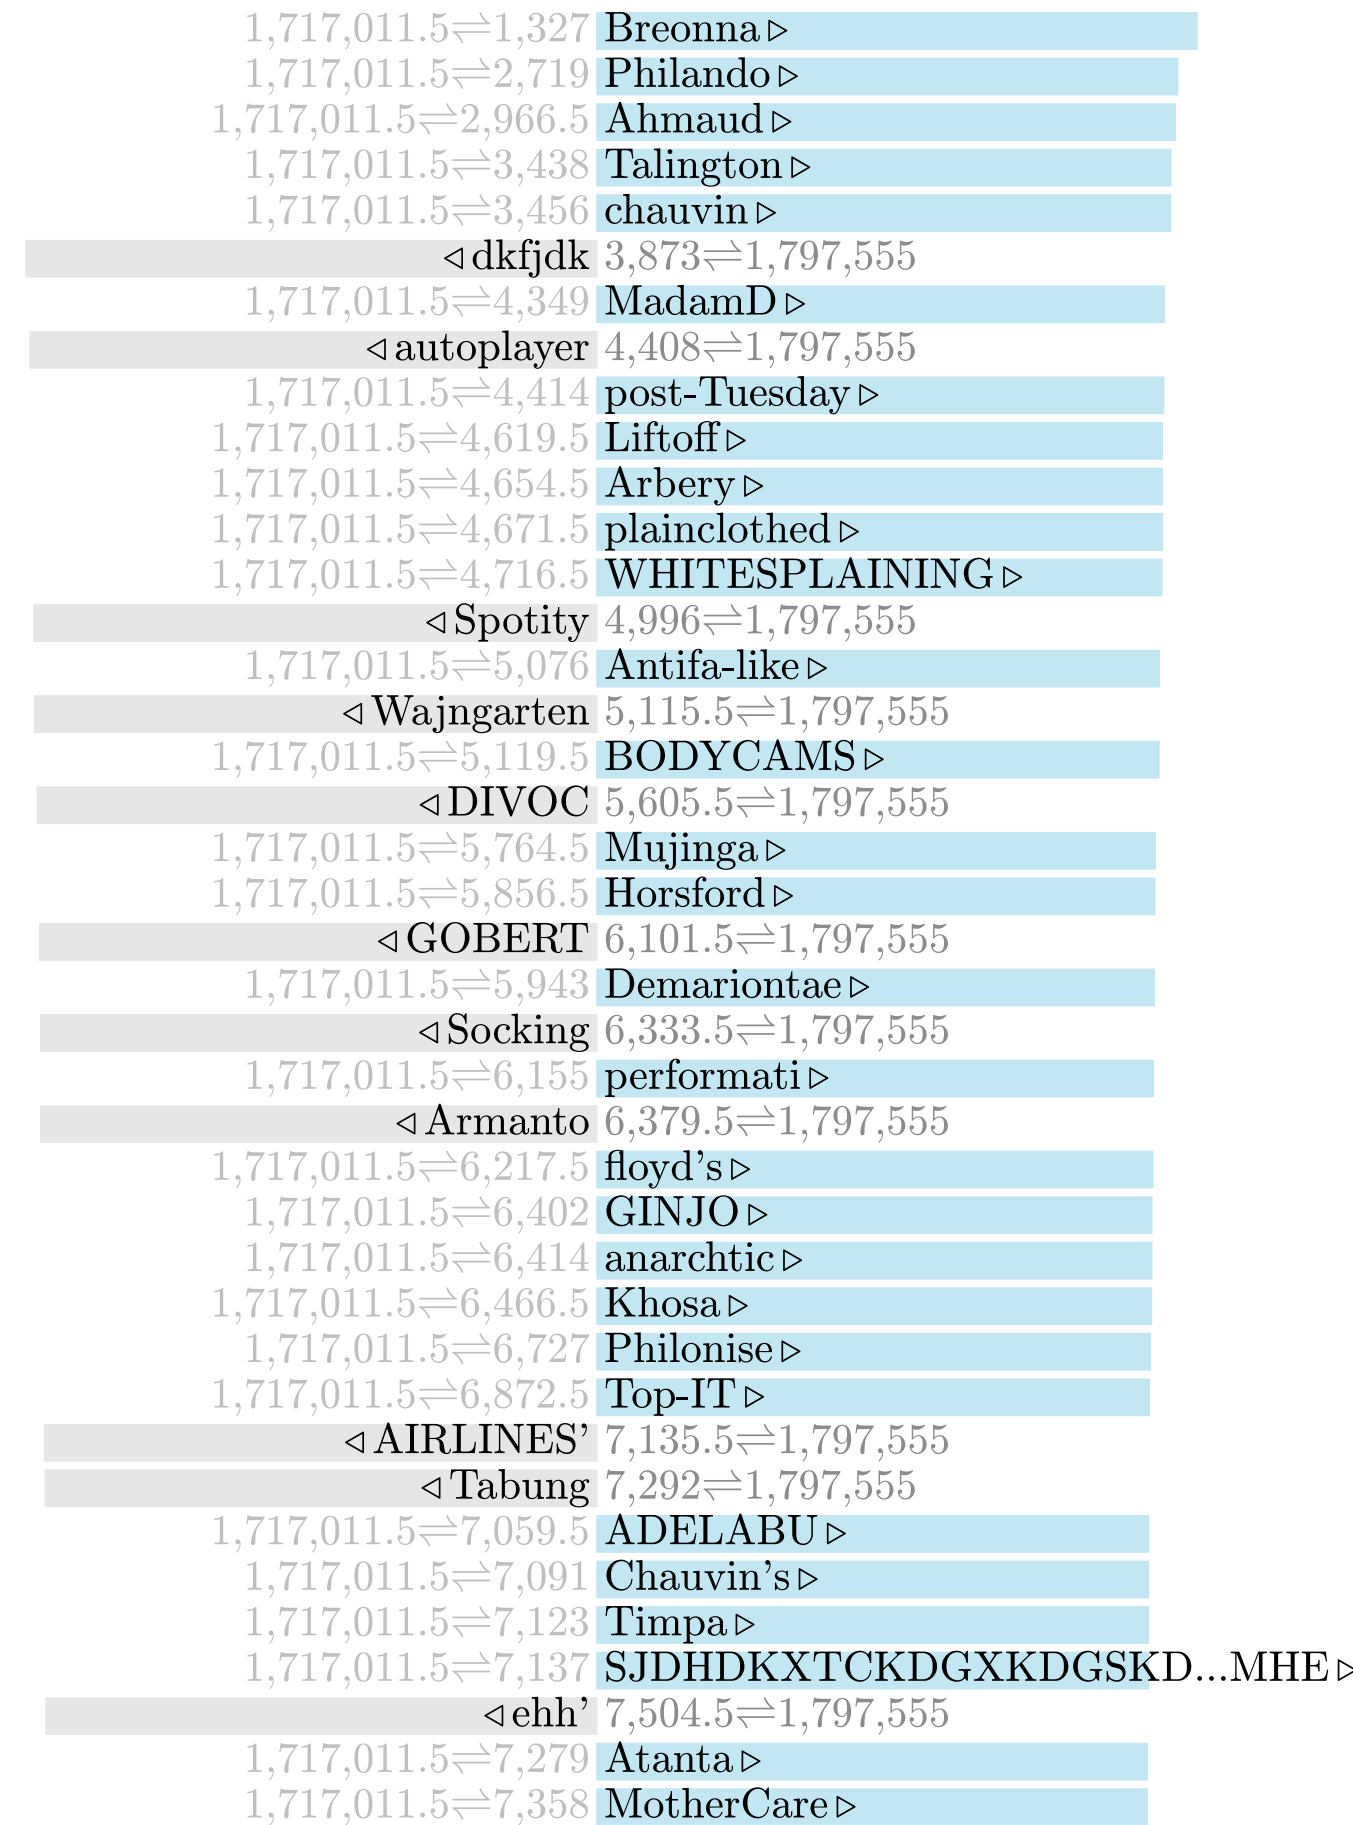 1,717,011.5⇌1,327 Breonna ▷
1,717,011.5⇌2,719 Philando ▷
1,717,011.5⇌2,966.5 Ahmaud ▷
1,717,011.5⇌3,438 Talington ▷
1,717,011.5⇌3,456 chauvin ▷
◁ dkfjdk 3,873⇌1,797,555
1,717,011.5⇌4,349 MadamD ▷
◁ autoplayer 4,408⇌1,797,555
1,717,011.5⇌4,414 post-Tuesday ▷
1,717,011.5⇌4,619.5 Liftoff ▷
1,717,011.5⇌4,654.5 Arbery ▷
1,717,011.5⇌4,671.5 plainclothed ▷
1,717,011.5⇌4,716.5 WHITESPLAINING ▷
◁ Spotity 4,996⇌1,797,555
1,717,011.5⇌5,076 Antifa-like ▷
◁ Wajngarten 5,115.5⇌1,797,555
1,717,011.5⇌5,119.5 BODYCAMS ▷
◁ DIVOC 5,605.5⇌1,797,555
1,717,011.5⇌5,764.5 Mujinga ▷
1,717,011.5⇌5,856.5 Horsford ▷
◁ GOBERT 6,101.5⇌1,797,555
1,717,011.5⇌5,943 Demariontae ▷
◁ Socking 6,333.5⇌1,797,555
1,717,011.5⇌6,155 performati ▷
◁ Armanto 6,379.5⇌1,797,555
1,717,011.5⇌6,217.5 floyd's ▷
1,717,011.5⇌6,402 GINJO ▷
1,717,011.5⇌6,414 anarchtic ▷
1,717,011.5⇌6,466.5 Khosa ▷
1,717,011.5⇌6,727 Philonise ▷
1,717,011.5⇌6,872.5 Top-IT ▷
◁ AIRLINES' 7,135.5⇌1,797,555
◁ Tabung 7,292⇌1,797,555
1,717,011.5⇌7,059.5 ADELABU ▷
1,717,011.5⇌7,091 Chauvin's ▷
1,717,011.5⇌7,123 Timpa ▷
1,717,011.5⇌7,137 SJDHDKXTCKDGXKDGSKD...MHE ▷
◁ ehh' 7,504.5⇌1,797,555
1,717,011.5⇌7,279 Atanta ▷
1,717,011.5⇌7,358 MotherCare ▷